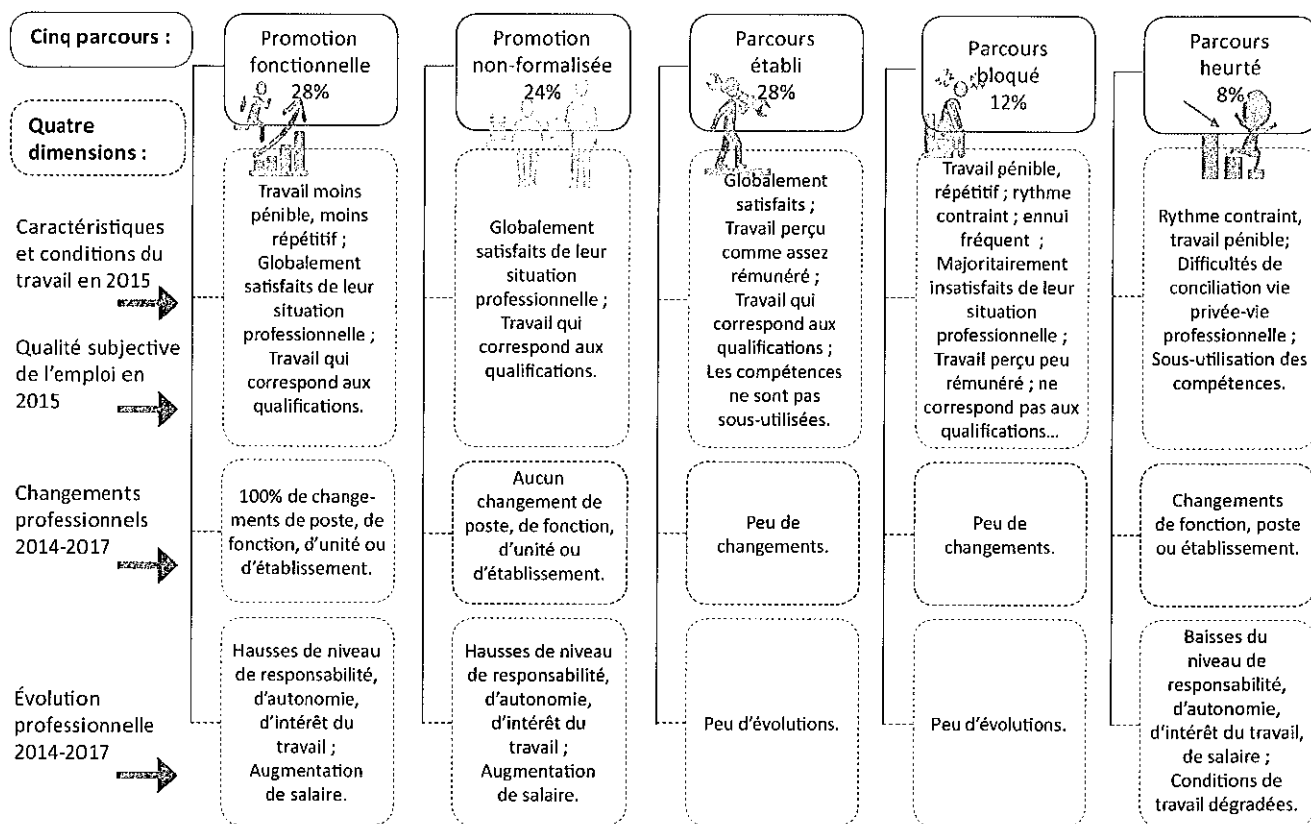 Cinq parcours :
Promotion
fonctionnelle
28%
Promotion
non-formalisée
24%
Parcours
établi
28%
Parcours
bloqué
12%
Parcours
heurté
8%
Quatre
dimensions :
Caractéristiques
et conditions du
travail en 2015
Qualité subjective
de l'emploi en
2015
Travail moins
pénible, moins
répétitif ;
Globalement
satisfaits de leur
situation
professionnelle ;
Travail qui
correspond aux
qualifications.
Globalement
satisfaits de leur
situation
professionnelle ;
Travail qui
correspond aux
qualifications.
Globalement
satisfaits ;
Travail perçu
comme assez
rémunéré ;
Travail qui
correspond aux
qualifications ;
Les compétences
ne sont pas
sous-utilisées.
Travail pénible,
répétitif ; rythme
contraint ; ennui
fréquent ;
Majoritairement
insatisfaits de leur
situation
professionnelle ;
Travail perçu peu
rémunéré ; ne
correspond pas aux
qualifications...
Rythme contraint,
travail pénible;
Difficultés de
conciliation vie
privée-vie
professionnelle ;
Sous-utilisation des
compétences.
Changements
professionnels
2014-2017
100% de change-
ments de poste, de
fonction, d'unité ou
d'établissement.
Aucun
changement de
poste, de fonction,
d'unité ou
d'établissement.
Peu de
changements.
Peu de
changements.
Changements
de fonction, poste
ou établissement.
Évolution
professionnelle
2014-2017
Hausses de niveau
de responsabilité,
d'autonomie,
d'intérêt du
travail ;
Augmentation
de salaire.
Hausses de niveau
de responsabilité,
d'autonomie,
d'intérêt du
travail ;
Augmentation
de salaire.
Peu d'évolutions.
Peu d'évolutions.
Baisses du
niveau de
responsabilité,
d'autonomie,
d'intérêt du travail,
de salaire ;
Conditions de
travail dégradées.